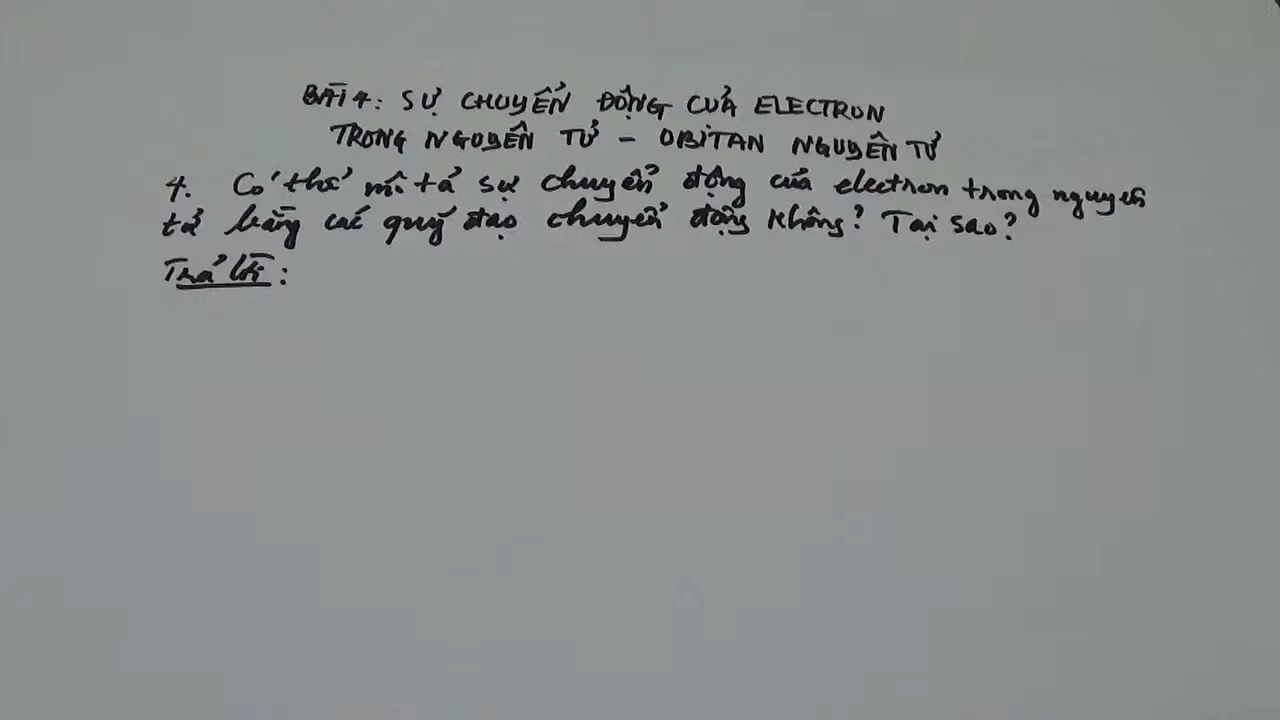 BÀI 4: SỰ CHUYỂN ĐỘNG CỦA ELECTRON
TRONG NGUYÊN TỬ - OBITAN NGUYÊN TỬ
4. Có thể mô tả sự chuyển động của electron trong nguyên
tử bằng các quỹ đạo chuyển động không? Tại sao?
Trả lời: